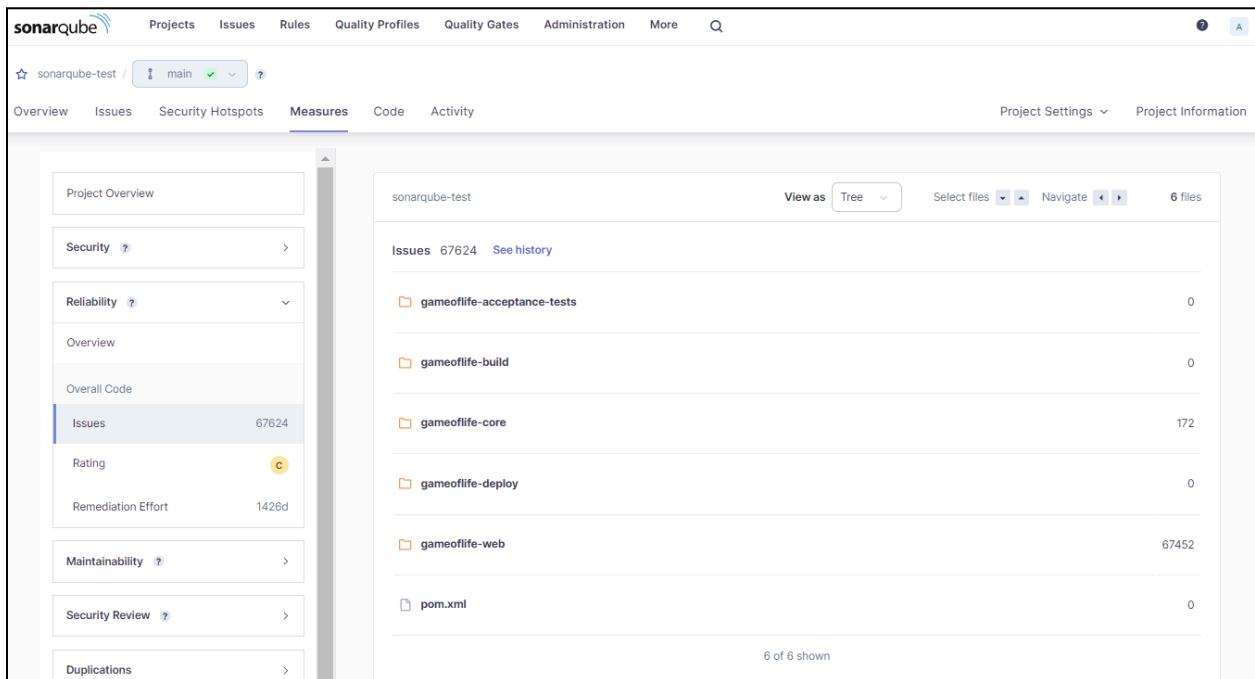 sonarqube Projects Issues Rules Quality Profiles Quality Gates Administration More ? A
sonarqube-test / main ?
Overview Issues Security Hotspots Measures Code Activity Project Settings Project Information
Project Overview
Security ?
Reliability ?
Overview
Overall Code
Issues 67624
Rating C
Remediation Effort 1426d
Maintainability ?
Security Review ?
Duplications
sonarqube-test View as Tree Select files Navigate 6 files
Issues 67624 See history
gameoflife-acceptance-tests 0
gameoflife-build 0
gameoflife-core 172
gameoflife-deploy 0
gameoflife-web 67452
pom.xml 0
6 of 6 shown